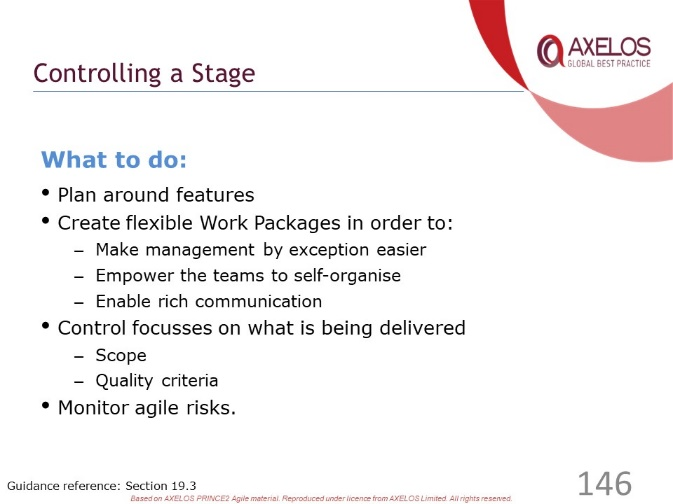 AXELOS
GLOBAL BEST PRACTICE
Controlling a Stage
What to do:
• Plan around features
• Create flexible Work Packages in order to:
– Make management by exception easier
– Empower the teams to self-organise
– Enable rich communication
• Control focusses on what is being delivered
– Scope
– Quality criteria
• Monitor agile risks.
Guidance reference: Section 19.3
146
Based on AXELOS PRINCE2 Agile material. Reproduced under licence from AXELOS Limited. All rights reserved.